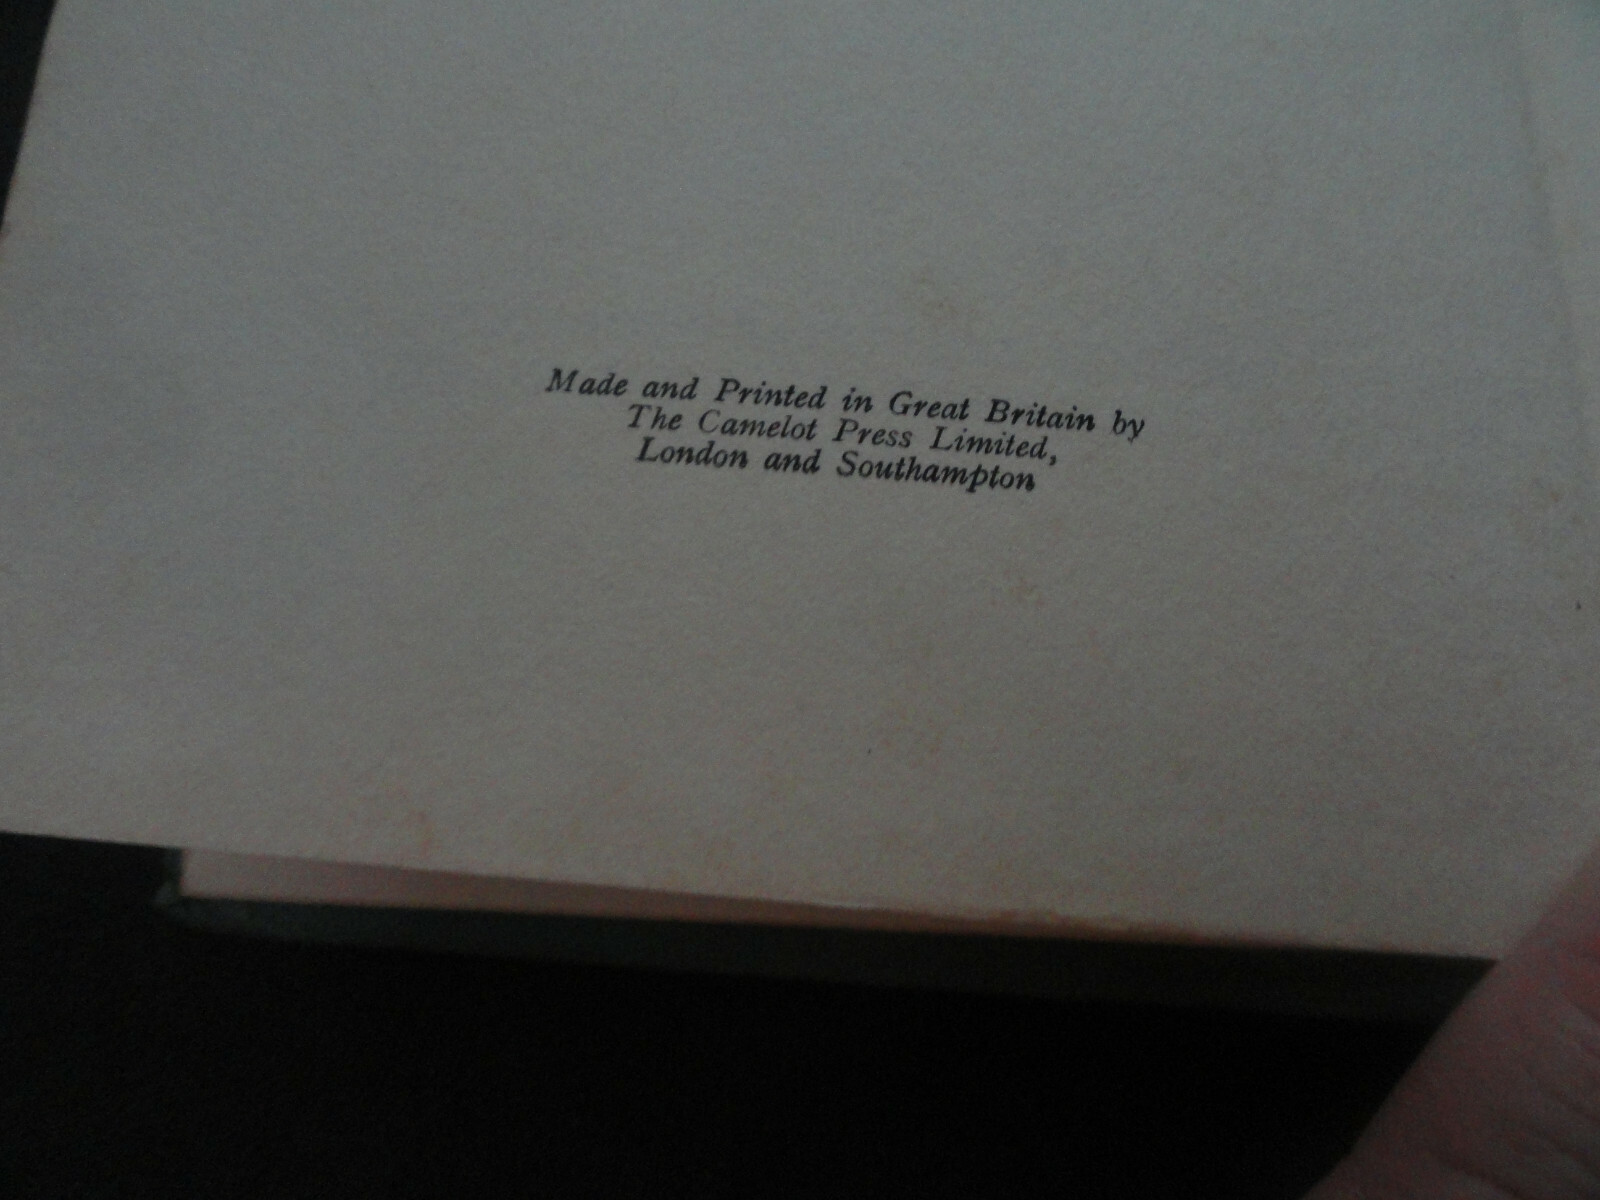 Made and Printed in Great Britain by
The Camelot Press Limited,
London and Southampton